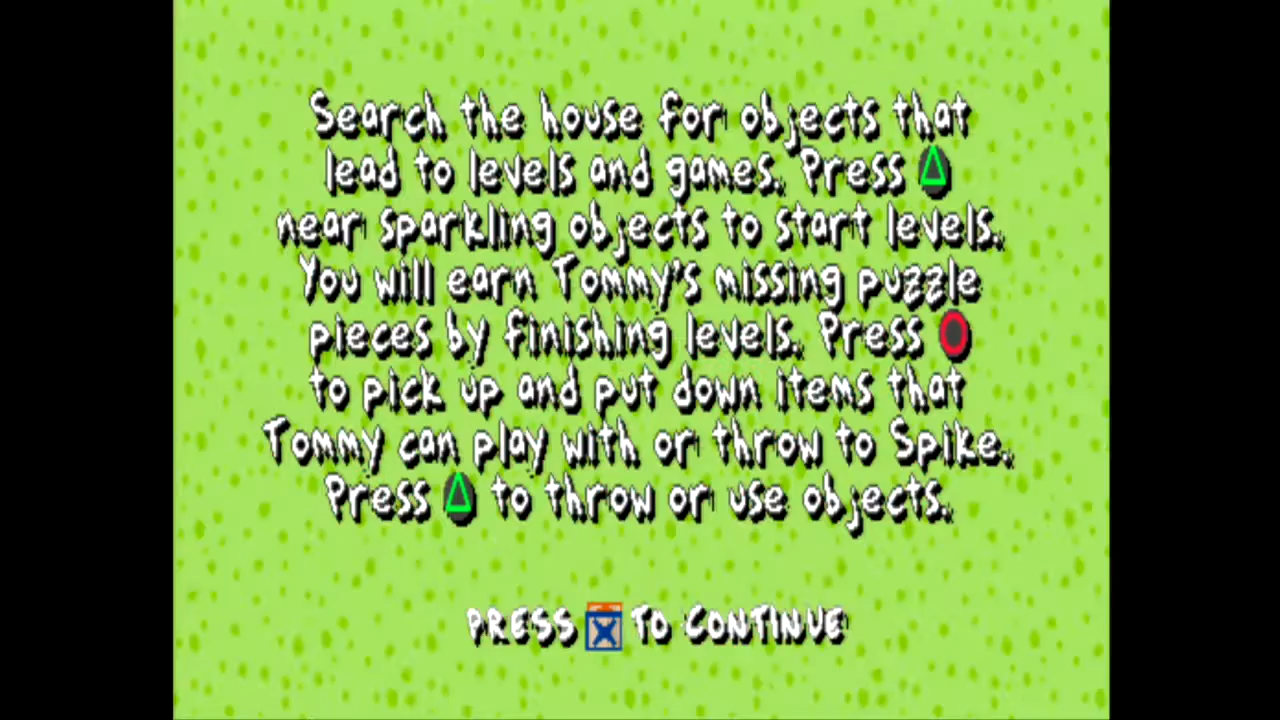 Search the house for objects that
lead to levels and games. Press △
near sparkling objects to start levels.
You will earn Tommy's missing puzzle
pieces by finishing levels. Press ○
to pick up and put down items that
Tommy can play with or throw to Spike.
Press △ to throw or use objects.
PRESS X TO CONTINUE